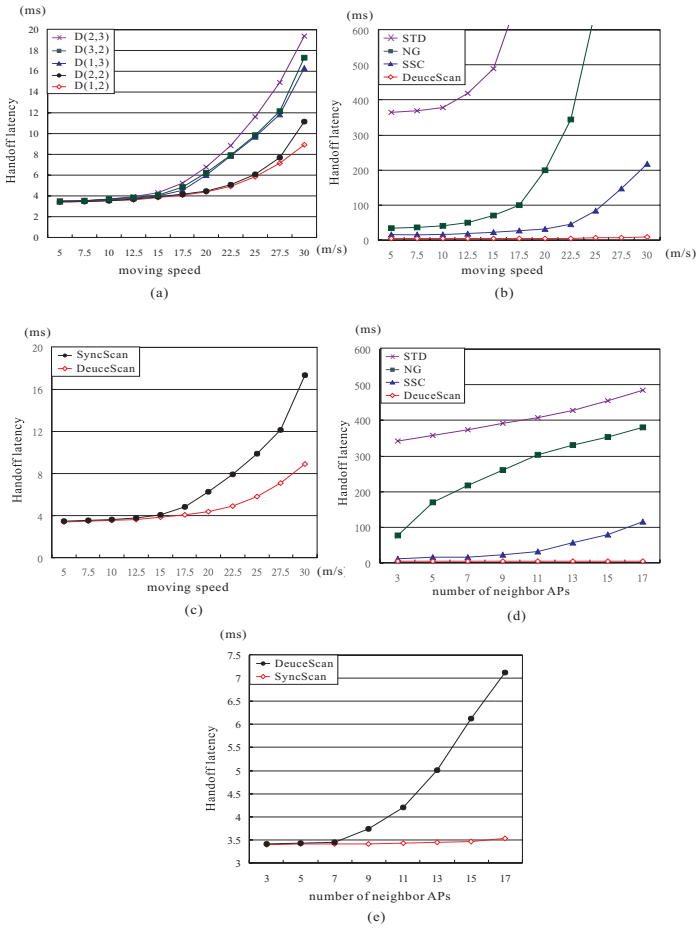 (ms)
20
18
16
14
12
10
8
6
4
2
0
D(2,3)
D(3,2)
D(1,3)
D(2,2)
D(1,2)
Handoff latency
5 7.5 10 12.5 15 17.5 20 22.5 25 27.5 30
(m/s)
moving speed
(a)
(ms)
600
500
400
300
200
100
0
STD
NG
SSC
DeuceScan
Handoff latency
5 7.5 10 12.5 15 17.5 20 22.5 25 27.5 30
(m/s)
moving speed
(b)
(ms)
20
16
12
8
4
0
SyncScan
DeuceScan
Handoff latency
5 7.5 10 12.5 15 17.5 20 22.5 25 27.5 30
(m/s)
moving speed
(c)
(ms)
600
500
400
300
200
100
0
STD
NG
SSC
DeuceScan
Handoff latency
3 5 7 9 11 13 15 17
number of neighbor APs
(d)
(ms)
7.5
7
6.5
6
5.5
5
4.5
4
3.5
3
DeuceScan
SyncScan
Handoff latency
3 5 7 9 11 13 15 17
number of neighbor APs
(e)